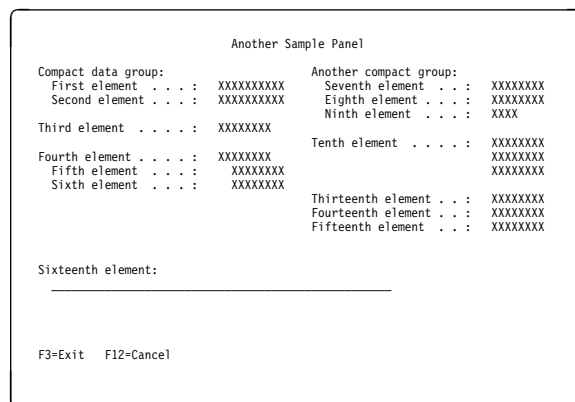 Another Sample Panel
Compact data group:
First element . . . : XXXXXXXXXX
Second element . . . : XXXXXXXXXX
Third element . . . . : XXXXXXXX
Fourth element . . . . : XXXXXXXX
Fifth element . . . : XXXXXXXX
Sixth element . . . : XXXXXXXX
Another compact group:
Seventh element . . : XXXXXXXX
Eighth element . . . : XXXXXXXX
Ninth element . . . : XXXX
Tenth element . . . . : XXXXXXXX
XXXXXXXX
XXXXXXXX
Thirteenth element . . : XXXXXXXX
Fourteenth element . . : XXXXXXXX
Fifteenth element . . : XXXXXXXX
Sixteenth element:
F3=Exit F12=Cancel